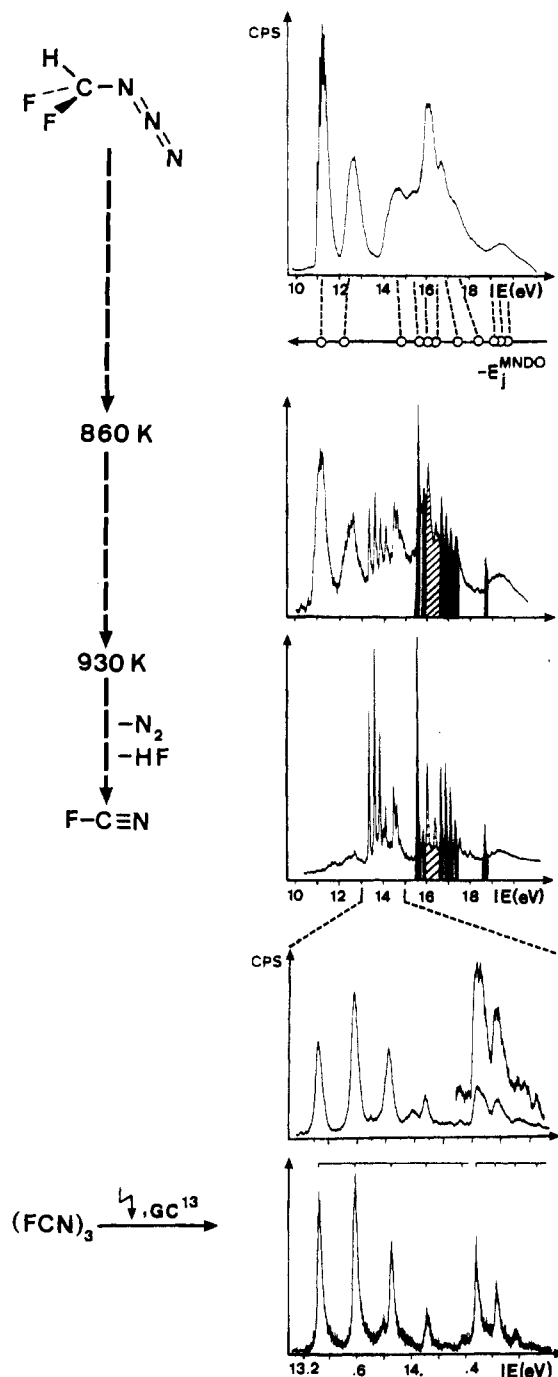 CPS
H
F
F
C
N
N
N
10 12 14 16 18 IE(eV)
-E_j^MNDO
860 K
930 K
-N₂
-HF
F-C≡N
10 12 14 16 18 IE(eV)
CPS
(FCN)₃
,GC¹³
13.2 .6 14. .4 IE(eV)